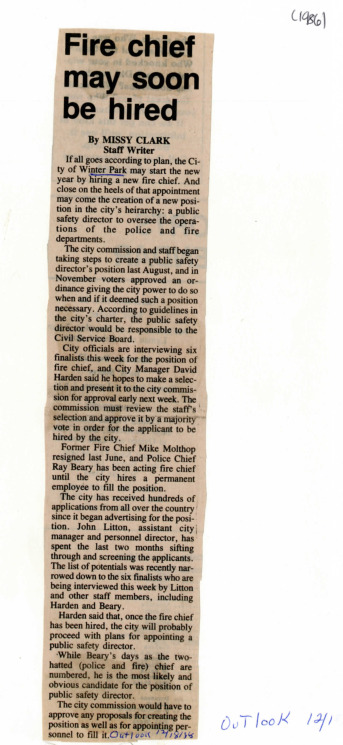 (1986)
Fire chief
may soon
be hired
By MISSY CLARK
Staff Writer
If all goes according to plan, the Ci-
ty of Winter Park may start the new
year by hiring a new fire chief. And
close on the heels of that appointment
may come the creation of a new posi-
tion in the city's heirarchy: a public
safety director to oversee the opera-
tions of the police and fire
departments.
The city commission and staff began
taking steps to create a public safety
director's position last August, and in
November voters approved an or-
dinance giving the city power to do so
when and if it deemed such a position
necessary. According to guidelines in
the city's charter, the public safety
director would be responsible to the
Civil Service Board.
City officials are interviewing six
finalists this week for the position of
fire chief, and City Manager David
Harden said he hopes to make a selec-
tion and present it to the city commis-
sion for approval early next week. The
commission must review the staff's
selection and approve it by a majority
vote in order for the applicant to be
hired by the city.
Former Fire Chief Mike Molthop
resigned last June, and Police Chief
Ray Beary has been acting fire chief
until the city hires a permanent
employee to fill the position.
The city has received hundreds of
applications from all over the country
since it began advertising for the posi-
tion. John Litton, assistant city
manager and personnel director, has
spent the last two months sifting
through and screening the applicants.
The list of potentials was recently nar-
rowed down to the six finalists who are
being interviewed this week by Litton
and other staff members, including
Harden and Beary.
Harden said that, once the fire chief
has been hired, the city will probably
proceed with plans for appointing a
public safety director.
While Beary's days as the two-
hatted (police and fire) chief are
numbered, he is the most likely and
obvious candidate for the position of
public safety director.
The city commission would have to
approve any proposals for creating the
position as well as for appointing per-
sonnel to fill it. Outlook
OUTlook 12/1